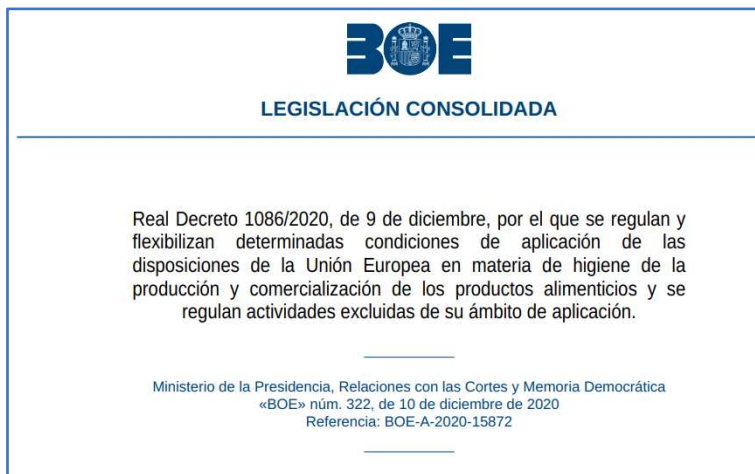 BOE
LEGISLACIÓN CONSOLIDADA
Real Decreto 1086/2020, de 9 de diciembre, por el que se regulan y
flexibilizan determinadas condiciones de aplicación de las
disposiciones de la Unión Europea en materia de higiene de la
producción y comercialización de los productos alimenticios y se
regulan actividades excluidas de su ámbito de aplicación.
Ministerio de la Presidencia, Relaciones con las Cortes y Memoria Democrática
«BOE» núm. 322, de 10 de diciembre de 2020
Referencia: BOE-A-2020-15872